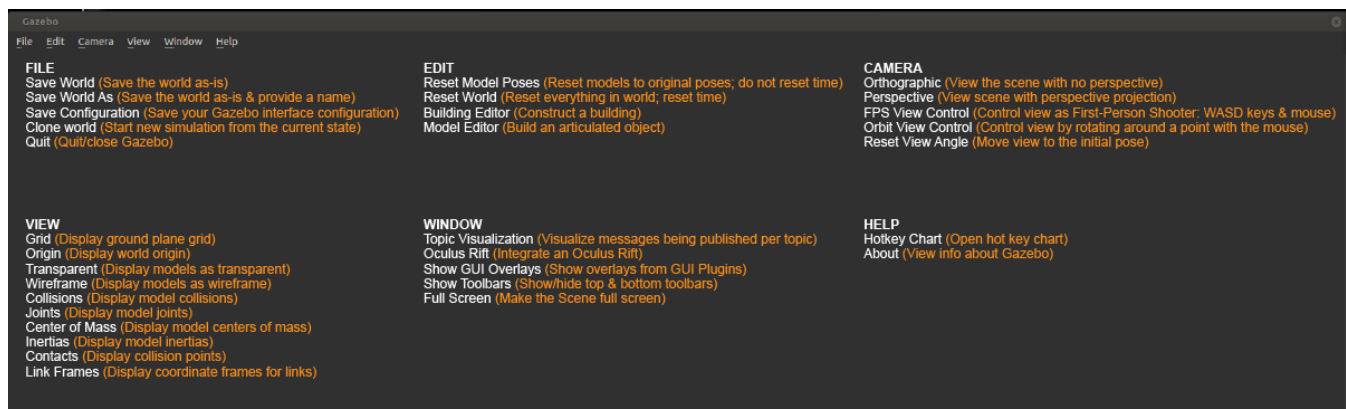 Gazebo
File Edit Camera View Window Help
FILE
Save World (Save the world as-is)
Save World As (Save the world as-is & provide a name)
Save Configuration (Save your Gazebo interface configuration)
Clone world (Start new simulation from the current state)
Quit (Quit/close Gazebo)
EDIT
Reset Model Poses (Reset models to original poses; do not reset time)
Reset World (Reset everything in world; reset time)
Building Editor (Construct a building)
Model Editor (Build an articulated object)
CAMERA
Orthographic (View the scene with no perspective)
Perspective (View scene with perspective projection)
FPS View Control (Control view as First-Person Shooter: WASD keys & mouse)
Orbit View Control (Control view by rotating around a point with the mouse)
Reset View Angle (Move view to the initial pose)
VIEW
Grid (Display ground plane grid)
Origin (Display world origin)
Transparent (Display models as transparent)
Wireframe (Display models as wireframe)
Collisions (Display model collisions)
Joints (Display model joints)
Center of Mass (Display model centers of mass)
Inertias (Display model inertias)
Contacts (Display collision points)
Link Frames (Display coordinate frames for links)
WINDOW
Topic Visualization (Visualize messages being published per topic)
Oculus Rift (Integrate an Oculus Rift)
Show GUI Overlays (Show overlays from GUI Plugins)
Show Toolbars (Show/hide top & bottom toolbars)
Full Screen (Make the Scene full screen)
HELP
Hotkey Chart (Open hot key chart)
About (View info about Gazebo)